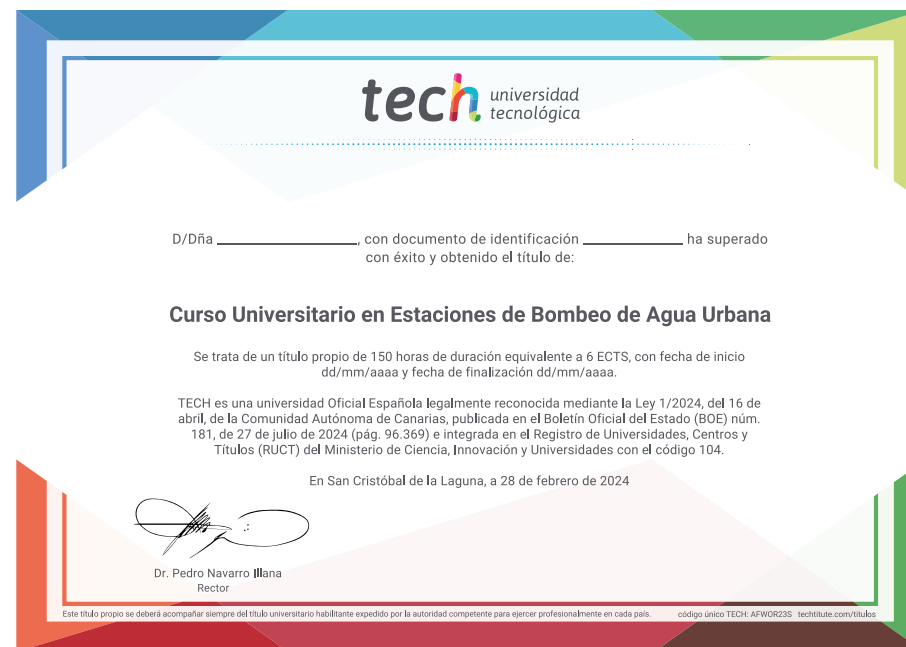 tech universidad
tecnológica
D/Dña ____________________, con documento de identificación ______________ ha superado
con éxito y obtenido el título de:
Curso Universitario en Estaciones de Bombeo de Agua Urbana
Se trata de un título propio de 150 horas de duración equivalente a 6 ECTS, con fecha de inicio
dd/mm/aaaa y fecha de finalización dd/mm/aaaa.
TECH es una universidad Oficial Española legalmente reconocida mediante la Ley 1/2024, del 16 de
abril, de la Comunidad Autónoma de Canarias, publicada en el Boletín Oficial del Estado (BOE) núm.
181, de 27 de julio de 2024 (pág. 96.369) e integrada en el Registro de Universidades, Centros y
Títulos (RUCT) del Ministerio de Ciencia, Innovación y Universidades con el código 104.
En San Cristóbal de la Laguna, a 28 de febrero de 2024
Dr. Pedro Navarro Illana
Rector
Este título propio se deberá acompañar siempre del título universitario habilitante expedido por la autoridad competente para ejercer profesionalmente en cada país. código único TECH: AFWOR23S techtitute.com/titulos